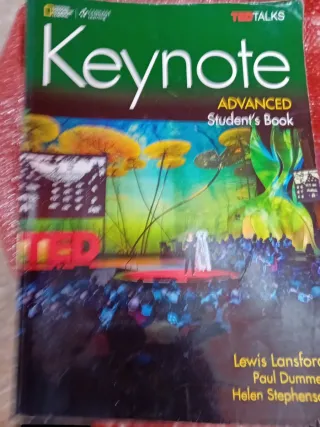 TEDTALKS
Keynote
ADVANCED
Student's Book
TED
Lewis Lansford
Paul Dumme
Helen Stephenso